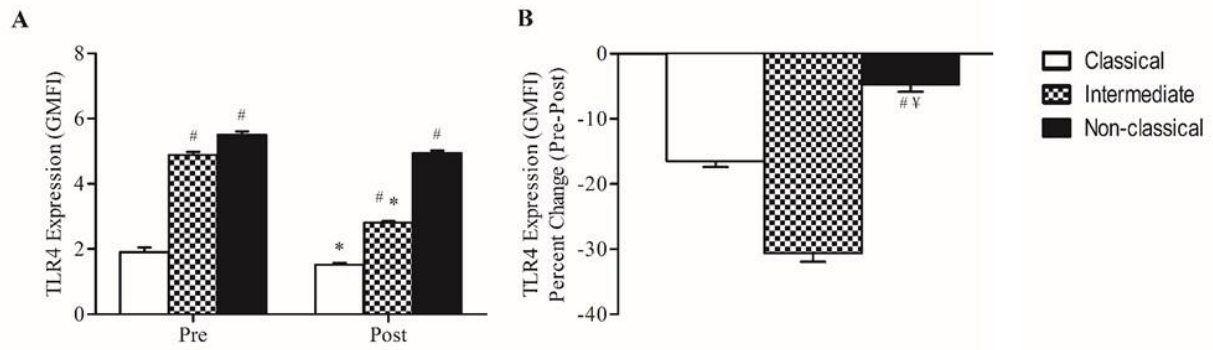 A
TLR4 Expression (GMFI)
8
6
4
2
0
#
#
*
#
*
#
Pre
Post
B
TLR4 Expression (GMFI)
Percent Change (Pre-Post)
0
-10
-20
-30
-40
# ¥
Classical
Intermediate
Non-classical